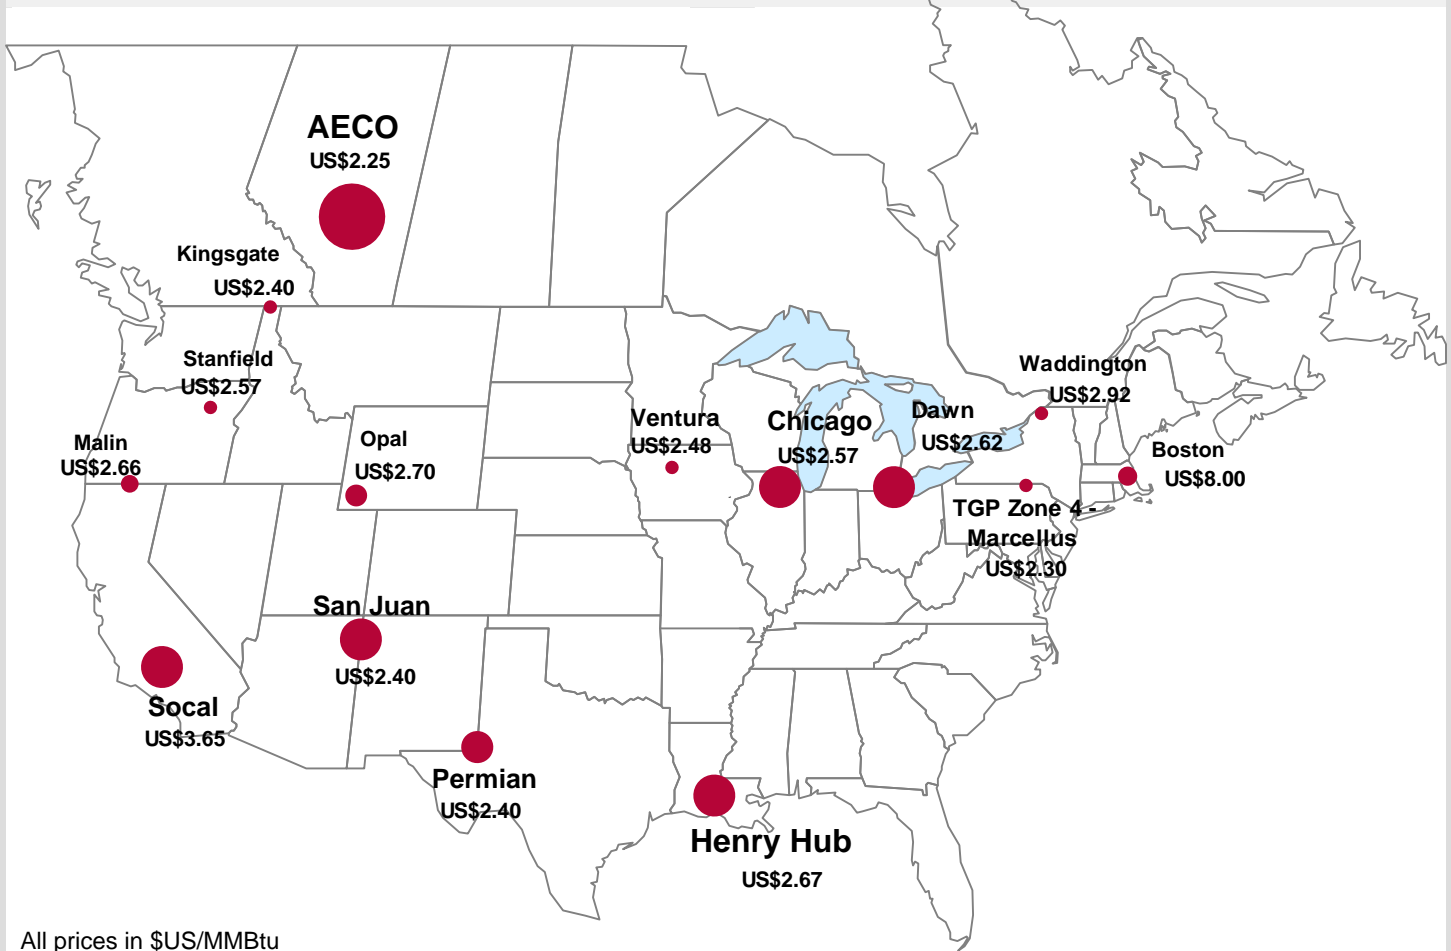 AECO
US$2.25
Kingsgate
US$2.40
Stanfield
US$2.57
Waddington
US$2.92
Malin
US$2.66
Opal
US$2.70
Ventura
US$2.48
Chicago
US$2.57
Dawn
US$2.62
Boston
US$8.00
TGP Zone 4 -
Marcellus
US$2.30
San Juan
US$2.40
Socal
US$3.65
Permian
US$2.40
Henry Hub
US$2.67
All prices in $US/MMBtu